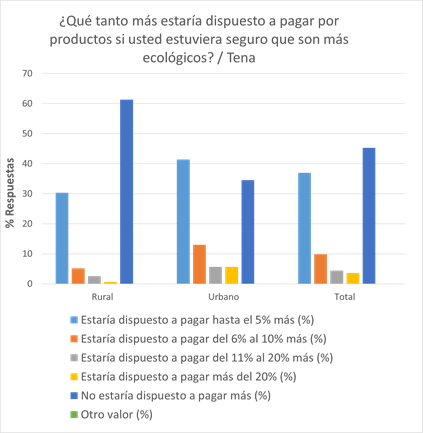 ¿Qué tanto más estaría dispuesto a pagar por
productos si usted estuviera seguro que son más
ecológicos? / Tena
% Respuestas
70
60
50
40
30
20
10
0
Rural Urbano Total
Estaría dispuesto a pagar hasta el 5% más (%)
Estaría dispuesto a pagar del 6% al 10% más (%)
Estaría dispuesto a pagar del 11% al 20% más (%)
Estaría dispuesto a pagar más del 20% (%)
No estaría dispuesto a pagar más (%)
Otro valor (%)